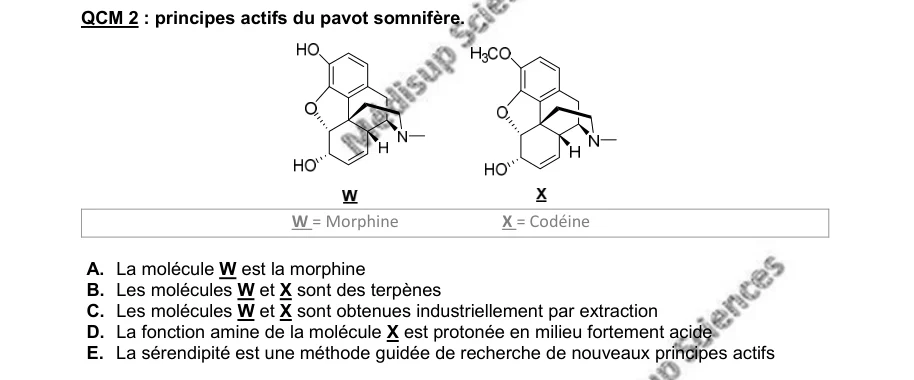 QCM 2 : principes actifs du pavot somnifère.
Médisup Sciences
HO H₃CO
O O
N N
H H
HO HO
W X
W = Morphine X = Codéine
A. La molécule W est la morphine
B. Les molécules W et X sont des terpènes
C. Les molécules W et X sont obtenues industriellement par extraction
D. La fonction amine de la molécule X est protonée en milieu fortement acide
E. La sérendipité est une méthode guidée de recherche de nouveaux principes actifs